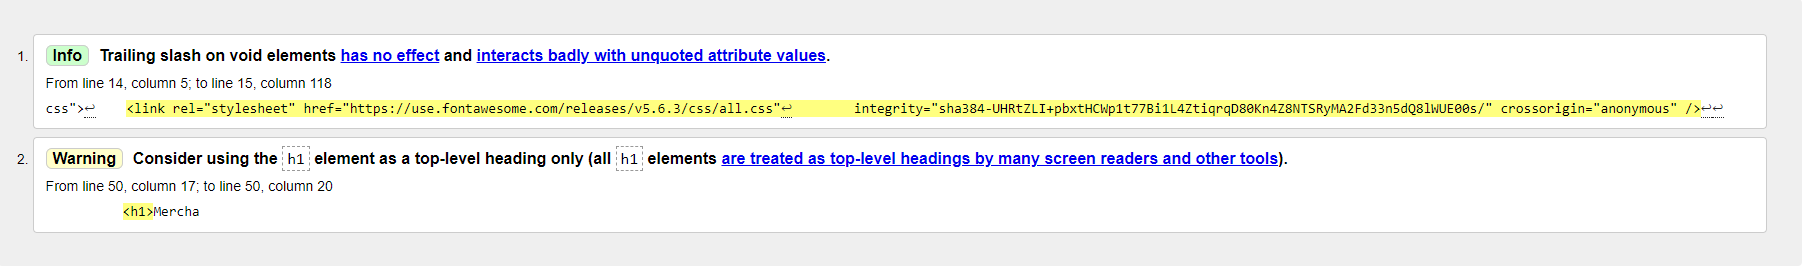 1. Info Trailing slash on void elements has no effect and interacts badly with unquoted attribute values.
From line 14, column 5; to line 15, column 118
css">↩ <link rel="stylesheet" href="https://use.fontawesome.com/releases/v5.6.3/css/all.css"↩ integrity="sha384-UHRtZLI+pbxtHCWp1t77Bi1L4ZtiqrqD80Kn4Z8NTSRyMA2Fd33n5dQ8lWUE00s/" crossorigin="anonymous" />↩↩
2. Warning Consider using the h1 element as a top-level heading only (all h1 elements are treated as top-level headings by many screen readers and other tools).
From line 50, column 17; to line 50, column 20
<h1>Mercha